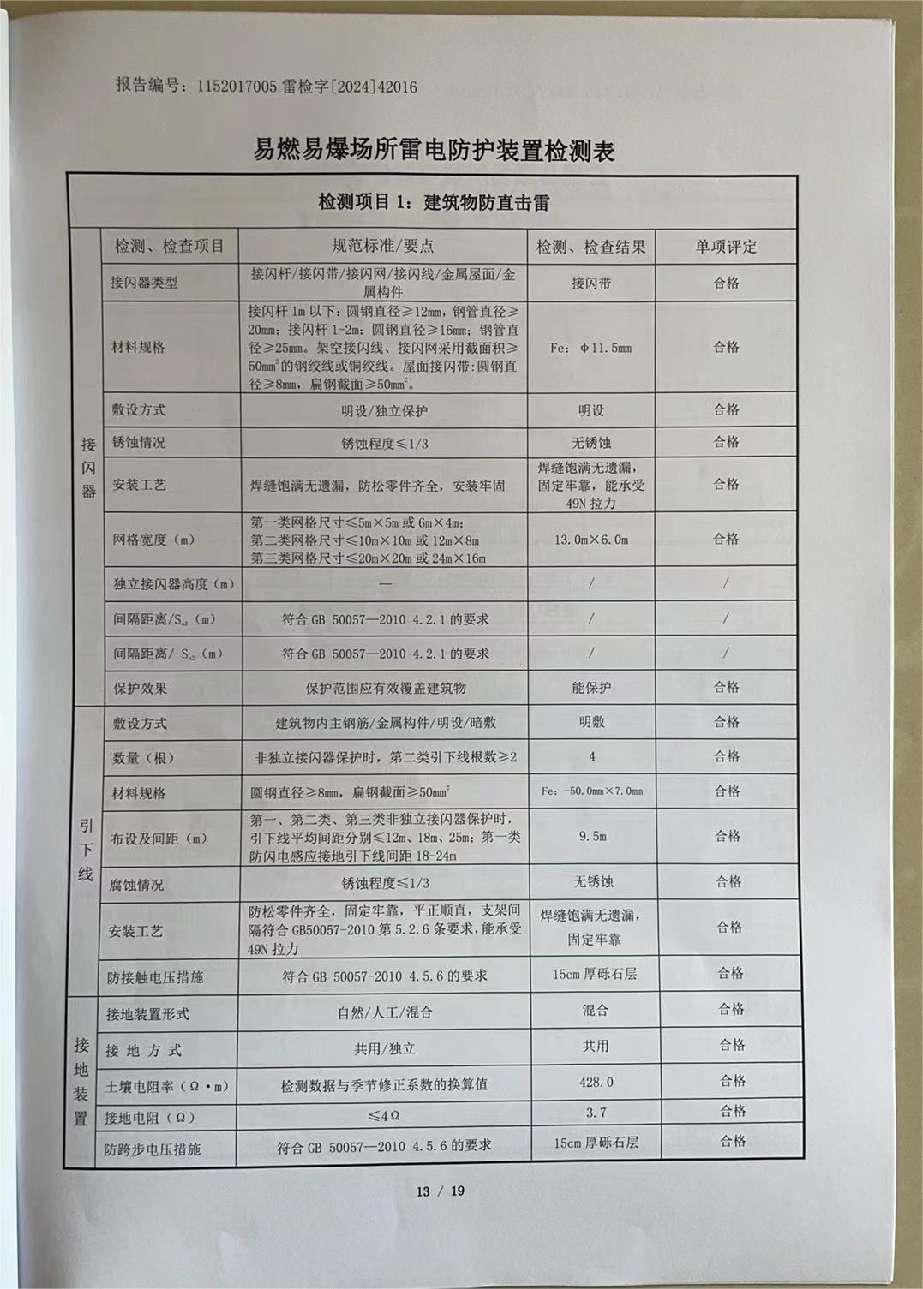 报告编号：1152017005 雷检字[2024]42016
易燃易爆场所雷电防护装置检测表
检测项目 1：建筑物防直击雷
检测、检查项目 规范标准/要点 检测、检查结果 单项评定
接闪器
接闪器类型 接闪杆/接闪带/接闪网/接闪线/金属屋面/金
属构件 接闪带 合格
材料规格 接闪杆 1m 以下：圆钢直径≥12mm，钢管直径≥
20mm；接闪杆 1-2m：圆钢直径≥16mm；钢管直
径≥25mm。架空接闪线、接闪网采用截面积≥
50mm²的钢绞线或铜绞线。屋面接闪带:圆钢直
径≥8mm，扁钢截面≥50mm²。 Fe： φ11.5mm 合格
敷设方式 明设/独立保护 明设 合格
锈蚀情况 锈蚀程度≤1/3 无锈蚀 合格
安装工艺 焊缝饱满无遗漏，防松零件齐全，安装牢固 焊缝饱满无遗漏，
固定牢靠，能承受
49N 拉力 合格
网格宽度（m） 第一类网格尺寸≤5m×5m 或 6m×4m；
第二类网格尺寸≤10m×10m 或 12m×8m
第三类网格尺寸≤20m×20m 或 24m×16m 13.0m×6.0m 合格
独立接闪器高度（m） — / /
间隔距离/Sₐ₁（m） 符合 GB 50057—2010 4.2.1 的要求 / /
间隔距离/ Sₑ₁（m） 符合 GB 50057—2010 4.2.1 的要求 / /
保护效果 保护范围应有效覆盖建筑物 能保护 合格
引下线
敷设方式 建筑物内主钢筋/金属构件/明设/暗敷 明敷 合格
数量（根） 非独立接闪器保护时，第二类引下线根数≥2 4 合格
材料规格 圆钢直径≥8mm，扁钢截面≥50mm² Fe：-50.0mm×7.0mm 合格
布设及间距（m） 第一、第二类、第三类非独立接闪器保护时，
引下线平均间距分别≤12m、18m、25m；第一类
防闪电感应接地引下线间距 18-24m 9.5m 合格
腐蚀情况 锈蚀程度≤1/3 无锈蚀 合格
安装工艺 防松零件齐全，固定牢靠，平正顺直，支架间
隔符合 GB50057-2010 第 5.2.6 条要求,能承受
49N 拉力 焊缝饱满无遗漏，
固定牢靠 合格
防接触电压措施 符合 GB 50057-2010 4.5.6 的要求 15cm 厚砾石层 合格
接地装置
接地装置形式 自然/人工/混合 混合 合格
接 地 方 式 共用/独立 共用 合格
土壤电阻率（Ω·m） 检测数据与季节修正系数的换算值 428.0 合格
接地电阻（Ω） ≤4Ω 3.7 合格
防跨步电压措施 符合 GB 50057—2010 4.5.6 的要求 15cm 厚砾石层 合格
13 / 19